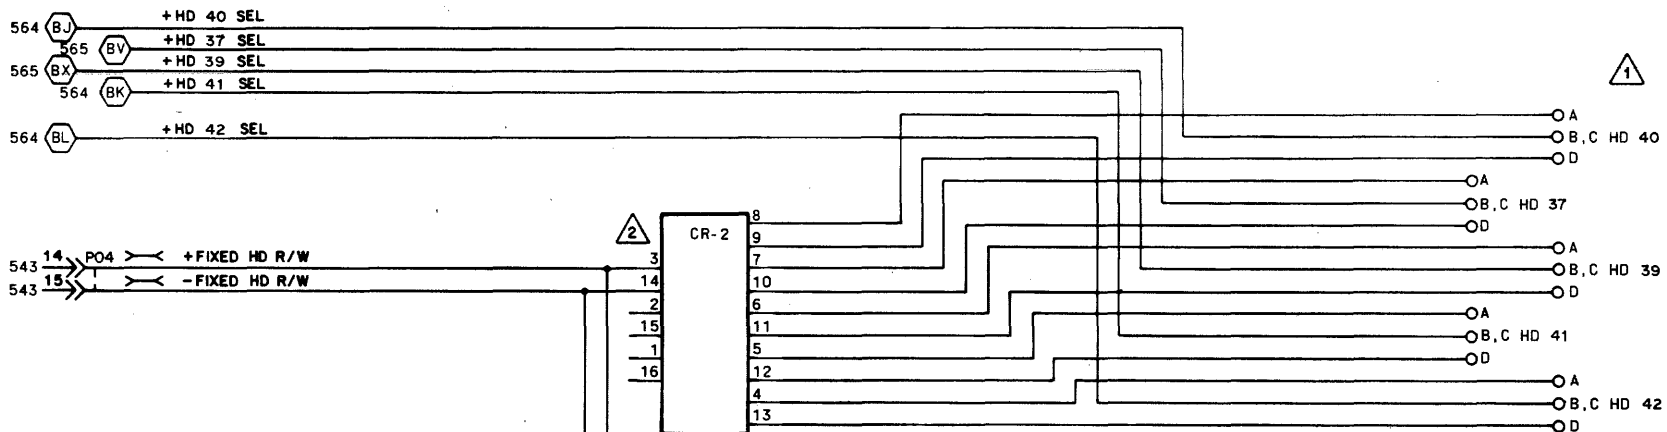 564 BJ +HD 40 SEL
565 BV +HD 37 SEL
565 BX +HD 39 SEL
564 BK +HD 41 SEL
1
A
564 BL +HD 42 SEL
B,C HD 40
D
A
B,C HD 37
2
CR-2
8
9
D
543 14 P04 +FIXED HD R/W
3
7
A
B,C HD 39
543 15 -FIXED HD R/W
14
10
D
2
6
A
15
11
B,C HD 41
1
5
D
16
12
A
4
B,C HD 42
13
D